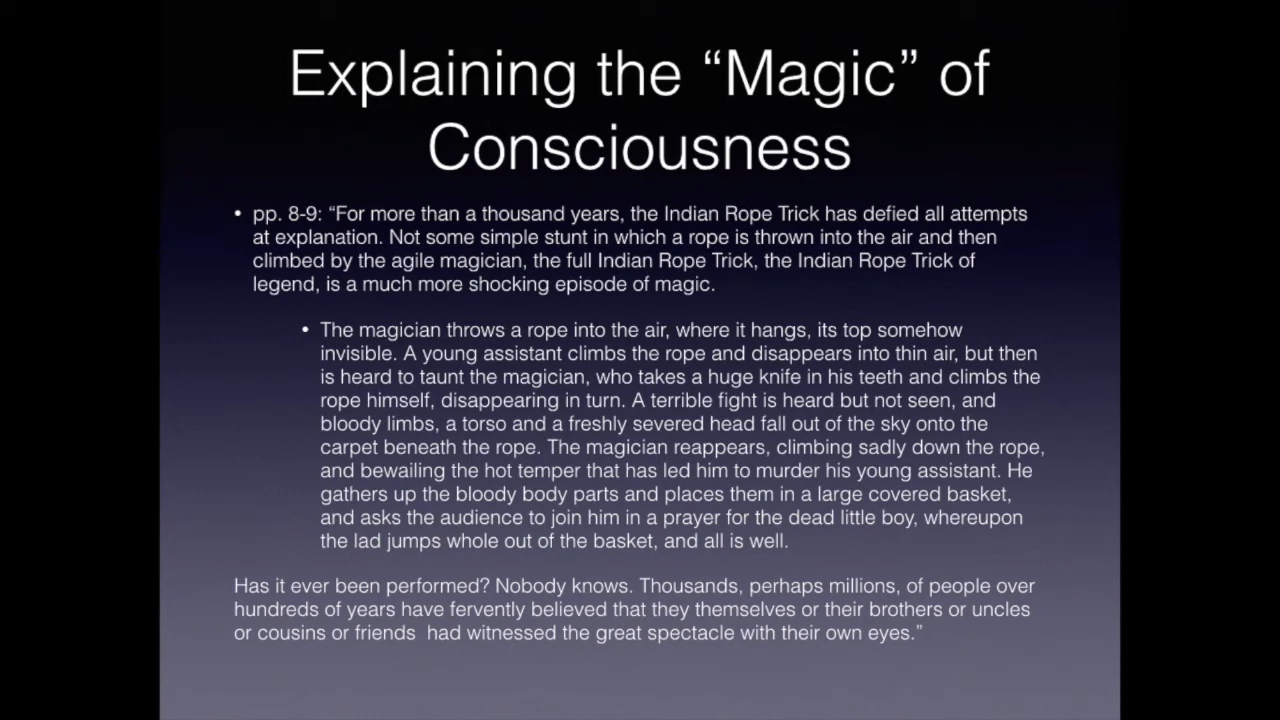 Explaining the “Magic” of
Consciousness
• pp. 8-9: “For more than a thousand years, the Indian Rope Trick has defied all attempts
at explanation. Not some simple stunt in which a rope is thrown into the air and then
climbed by the agile magician, the full Indian Rope Trick, the Indian Rope Trick of
legend, is a much more shocking episode of magic.
• The magician throws a rope into the air, where it hangs, its top somehow
invisible. A young assistant climbs the rope and disappears into thin air, but then
is heard to taunt the magician, who takes a huge knife in his teeth and climbs the
rope himself, disappearing in turn. A terrible fight is heard but not seen, and
bloody limbs, a torso and a freshly severed head fall out of the sky onto the
carpet beneath the rope. The magician reappears, climbing sadly down the rope,
and bewailing the hot temper that has led him to murder his young assistant. He
gathers up the bloody body parts and places them in a large covered basket,
and asks the audience to join him in a prayer for the dead little boy, whereupon
the lad jumps whole out of the basket, and all is well.
Has it ever been performed? Nobody knows. Thousands, perhaps millions, of people over
hundreds of years have fervently believed that they themselves or their brothers or uncles
or cousins or friends  had witnessed the great spectacle with their own eyes.”